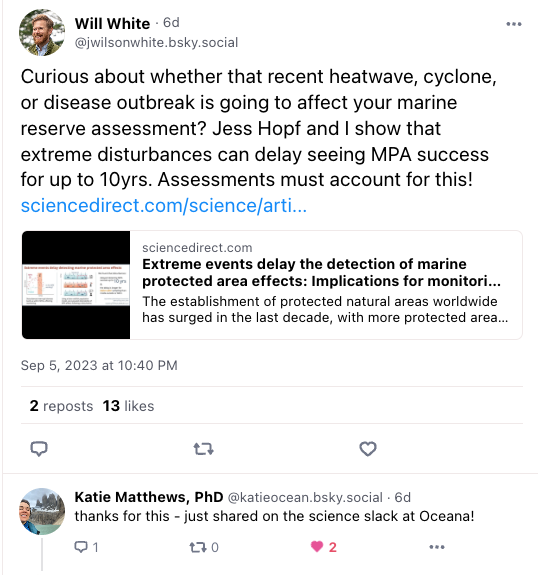 Will White · 6d
@jwilsonwhite.bsky.social
Curious about whether that recent heatwave, cyclone,
or disease outbreak is going to affect your marine
reserve assessment? Jess Hopf and I show that
extreme disturbances can delay seeing MPA success
for up to 10yrs. Assessments must account for this!
sciencedirect.com/science/arti...
sciencedirect.com
Extreme events delay the detection of marine
protected area effects: Implications for monitori...
The establishment of protected natural areas worldwide
has surged in the last decade, with more protected area...
Sep 5, 2023 at 10:40 PM
2 reposts 13 likes
Katie Matthews, PhD @katieocean.bsky.social · 6d
thanks for this - just shared on the science slack at Oceana!
1 0 2